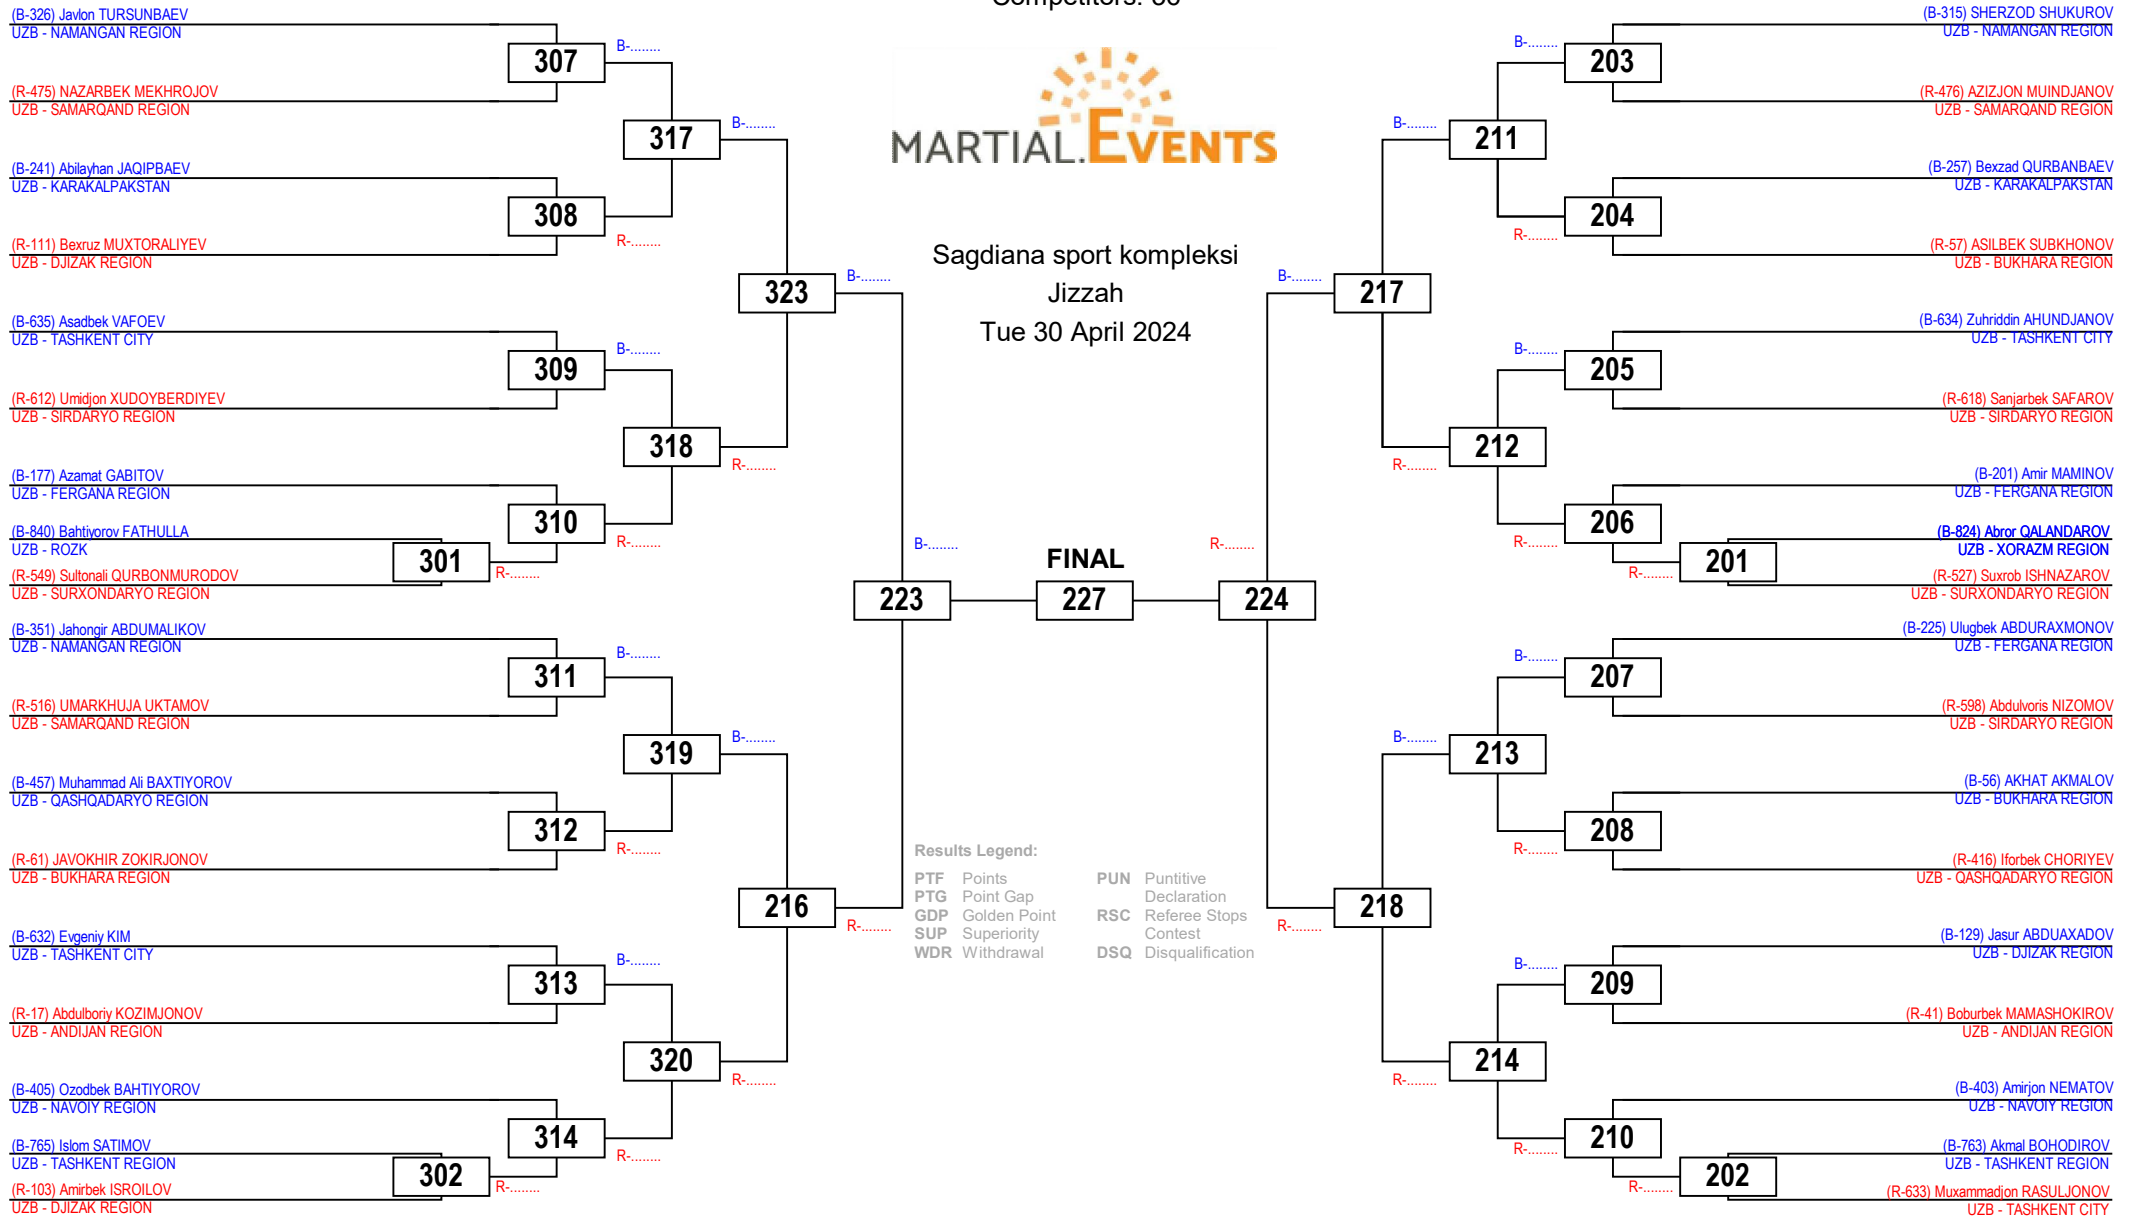 (B-326) Javlon TURSUNBAEV
UZB - NAMANGAN REGION
307
B-........
(R-475) NAZARBEK MEKHROJOV
UZB - SAMARQAND REGION
317
B-........
(B-241) Abilayhan JAQIPBAEV
UZB - KARAKALPAKSTAN
308
(R-111) Bexruz MUXTORALIYEV
UZB - DJIZAK REGION
R-........
323
B-........
(B-635) Asadbek VAFOEV
UZB - TASHKENT CITY
309
B-........
(R-612) Umidjon XUDOYBERDIYEV
UZB - SIRDARYO REGION
318
R-........
(B-177) Azamat GABITOV
UZB - FERGANA REGION
310
R-........
(B-840) Bahtiyorov FATHULLA
UZB - ROZK
301
R-........
(R-549) Sultonali QURBONMURODOV
UZB - SURXONDARYO REGION
(B-351) Jahongir ABDUMALIKOV
UZB - NAMANGAN REGION
311
B-........
(R-516) UMARKHUJA UKTAMOV
UZB - SAMARQAND REGION
319
B-........
(B-457) Muhammad Ali BAXTIYOROV
UZB - QASHQADARYO REGION
312
(R-61) JAVOKHIR ZOKIRJONOV
UZB - BUKHARA REGION
R-........
216
R-........
(B-632) Evgeniy KIM
UZB - TASHKENT CITY
313
B-........
(R-17) Abdulboriy KOZIMJONOV
UZB - ANDIJAN REGION
320
R-........
(B-405) Ozodbek BAHTIYOROV
UZB - NAVOIY REGION
314
R-........
(B-765) Islom SATIMOV
UZB - TASHKENT REGION
302
R-........
(R-103) Amirbek ISROILOV
UZB - DJIZAK REGION
MARTIAL.EVENTS
Sagdiana sport kompleksi
Jizzah
Tue 30 April 2024
B-........
R-........
FINAL
223
227
224
Results Legend:
PTF Points
PTG Point Gap
GDP Golden Point
SUP Superiority
WDR Withdrawal
PUN Puntitive
Declaration
RSC Referee Stops
Contest
DSQ Disqualification
(B-315) SHERZOD SHUKUROV
UZB - NAMANGAN REGION
B-........
203
(R-476) AZIZJON MUINDJANOV
UZB - SAMARQAND REGION
B-........
211
(B-257) Bexzad QURBANBAEV
UZB - KARAKALPAKSTAN
204
R-........
(R-57) ASILBEK SUBKHONOV
UZB - BUKHARA REGION
B-........
217
(B-634) Zuhriddin AHUNDJANOV
UZB - TASHKENT CITY
B-........
205
(R-618) Sanjarbek SAFAROV
UZB - SIRDARYO REGION
212
R-........
(B-201) Amir MAMINOV
UZB - FERGANA REGION
206
R-........
(B-824) Abror QALANDAROV
UZB - XORAZM REGION
201
R-........
(R-527) Suxrob ISHNAZAROV
UZB - SURXONDARYO REGION
(B-225) Ulugbek ABDURAXMONOV
UZB - FERGANA REGION
B-........
207
(R-598) Abdulvoris NIZOMOV
UZB - SIRDARYO REGION
B-........
213
(B-56) AKHAT AKMALOV
UZB - BUKHARA REGION
208
R-........
(R-416) Iforbek CHORIYEV
UZB - QASHQADARYO REGION
218
R-........
(B-129) Jasur ABDUAXADOV
UZB - DJIZAK REGION
B-........
209
(R-41) Boburbek MAMASHOKIROV
UZB - ANDIJAN REGION
214
R-........
(B-403) Amirjon NEMATOV
UZB - NAVOIY REGION
210
R-........
(B-763) Akmal BOHODIROV
UZB - TASHKENT REGION
202
R-........
(R-633) Muxammadjon RASULJONOV
UZB - TASHKENT CITY